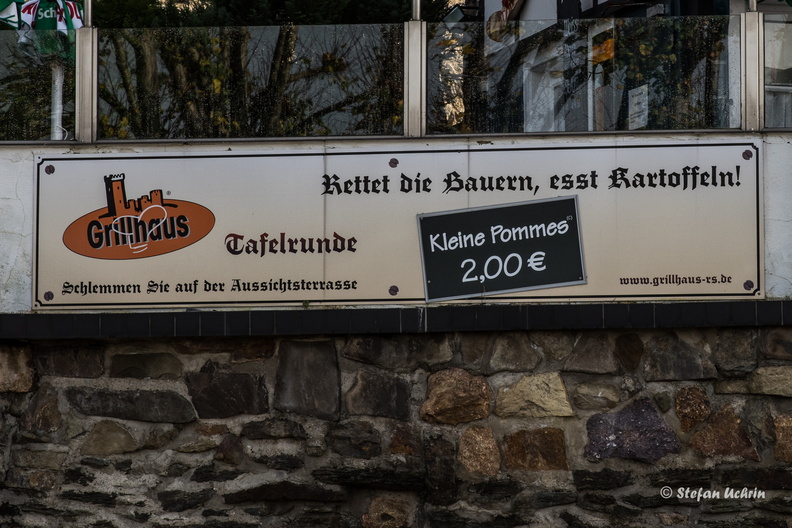 Sch
Rettet die Bauern, esst Kartoffeln!
Grillhaus®
Tafelrunde
Kleine Pommes(C)
2,00 €
Schlemmen Sie auf der Aussichtsterrasse
www.grillhaus-rs.de
© Stefan Uchrin